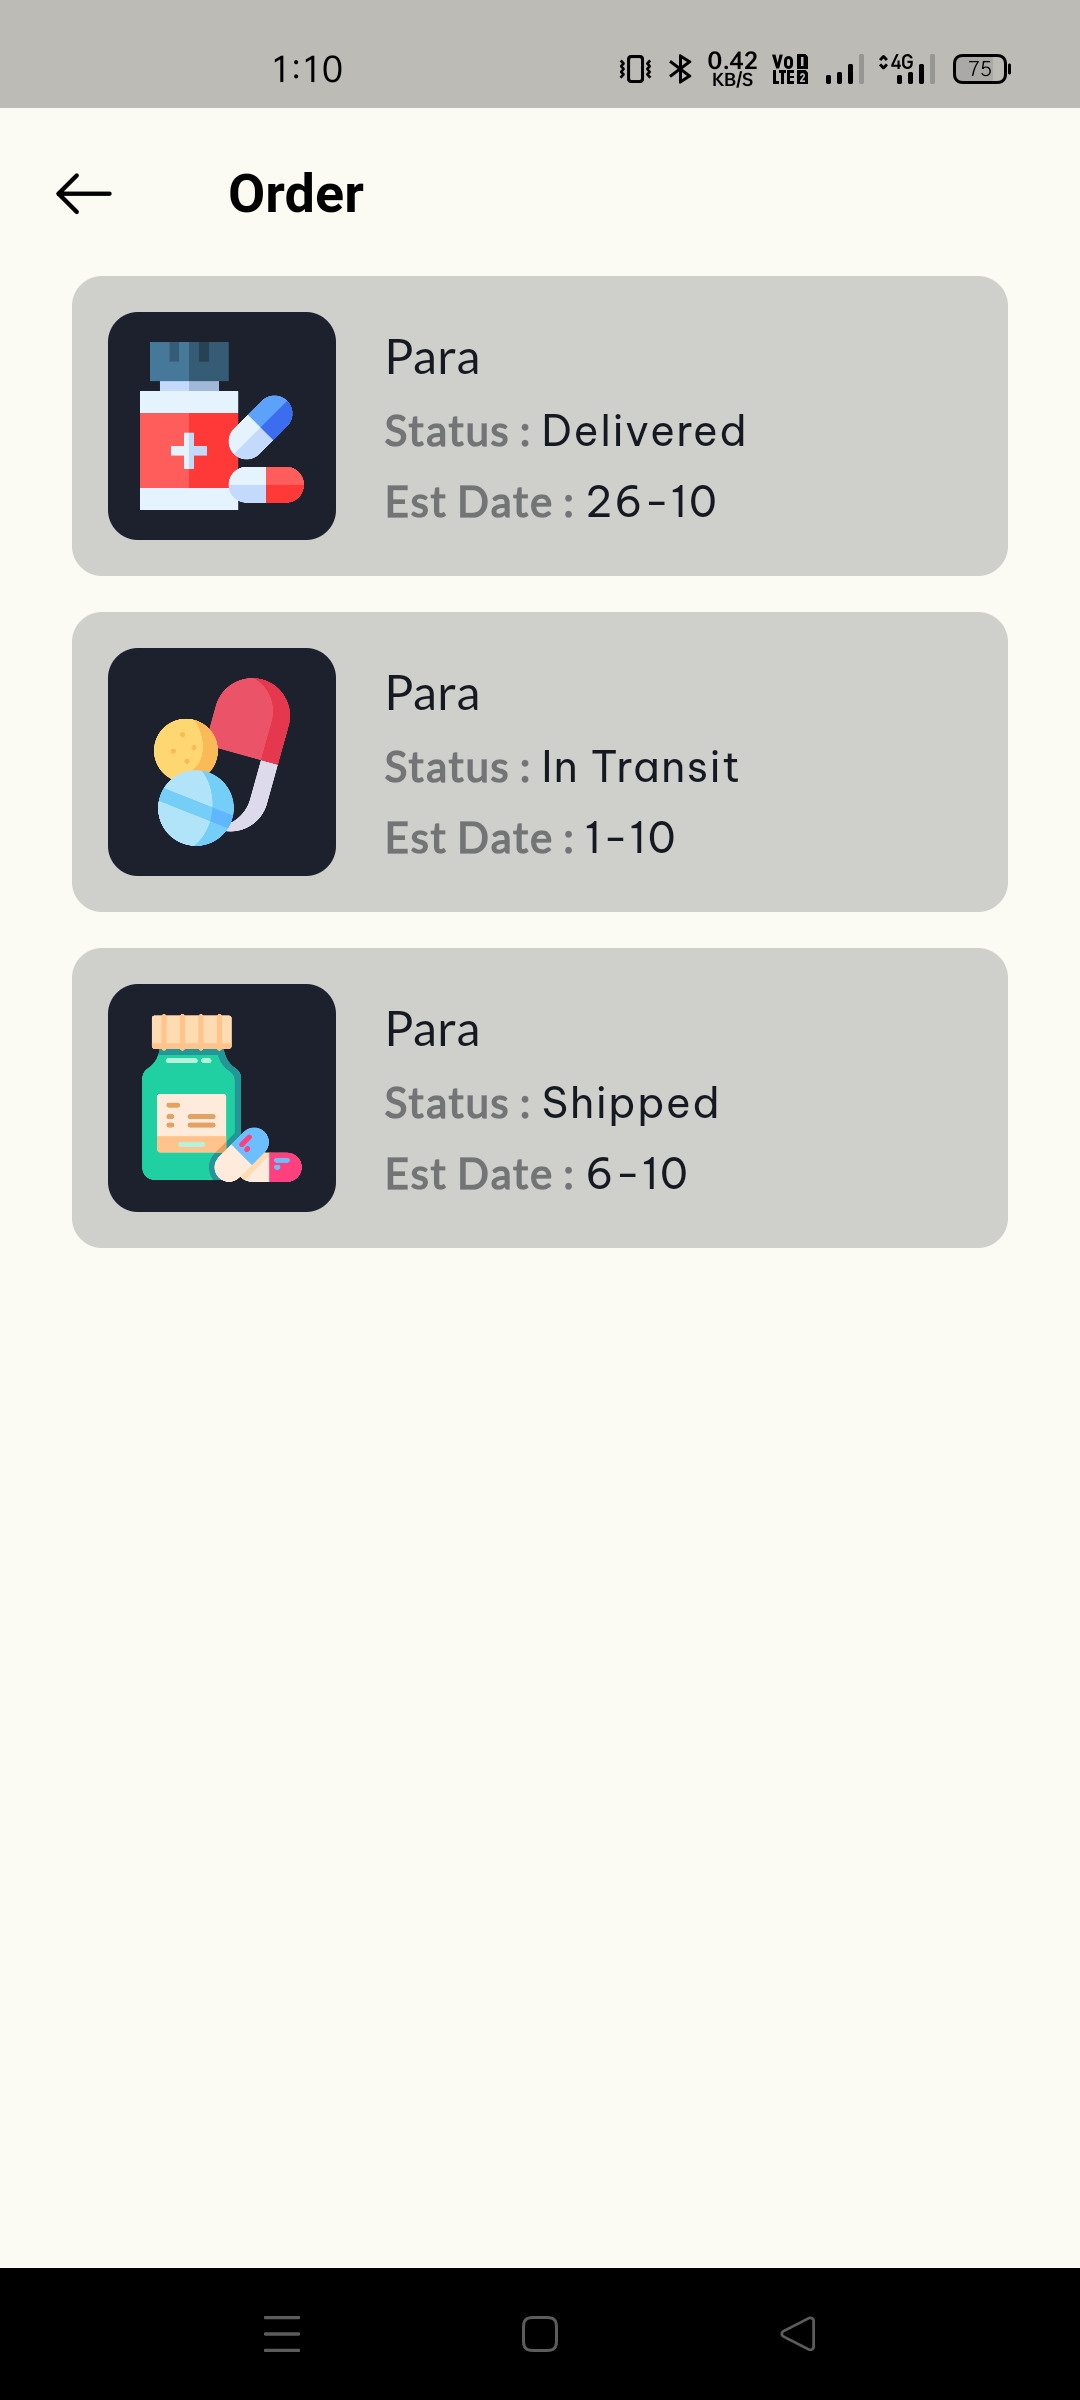 1:10 0.42 KB/S VoD LTE2 4G 75
Order
Para
Status : Delivered
Est Date : 26-10
Para
Status : In Transit
Est Date : 1-10
Para
Status : Shipped
Est Date : 6-10